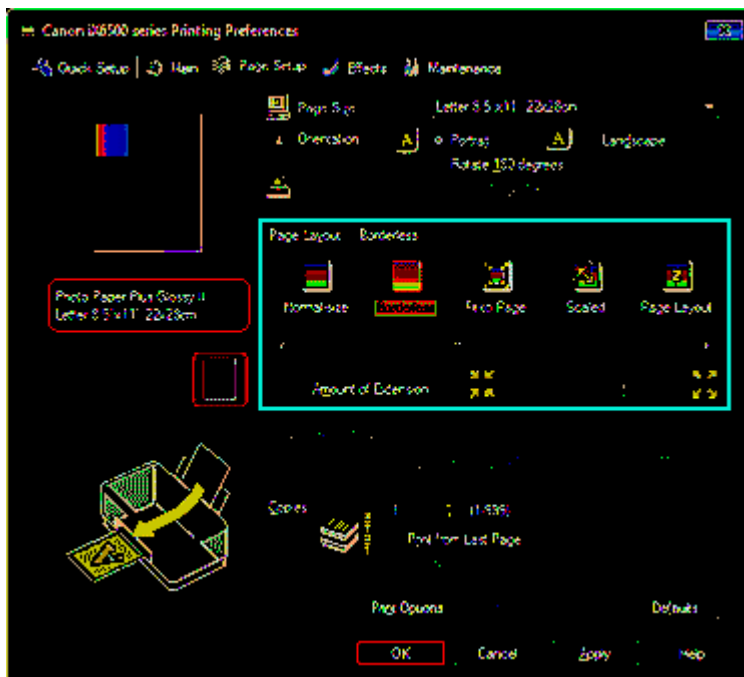 Canon iX6500 series Printing Preferences
Quick Setup Main Page Setup Effects Maintenance
Page Size Letter 8.5"x11" 22x28cm
Orientation A Portrait A Landscape
Rotate 180 degrees
Page Layout Borderless
Normal-size Borderless Fit-to-Page Scaled Page Layout
Photo Paper Plus Glossy II
Letter 8.5"x11" 22x28cm
Amount of Extension
Copies 1 (1-999)
Print from Last Page
Print Options Defaults
OK Cancel Apply Help